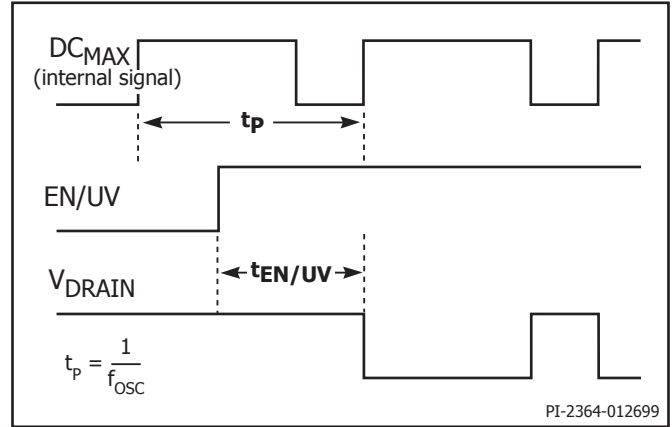 DCMAX
(internal signal)
tP
EN/UV
tEN/UV
VDRAIN
tP = 1/fOSC
PI-2364-012699